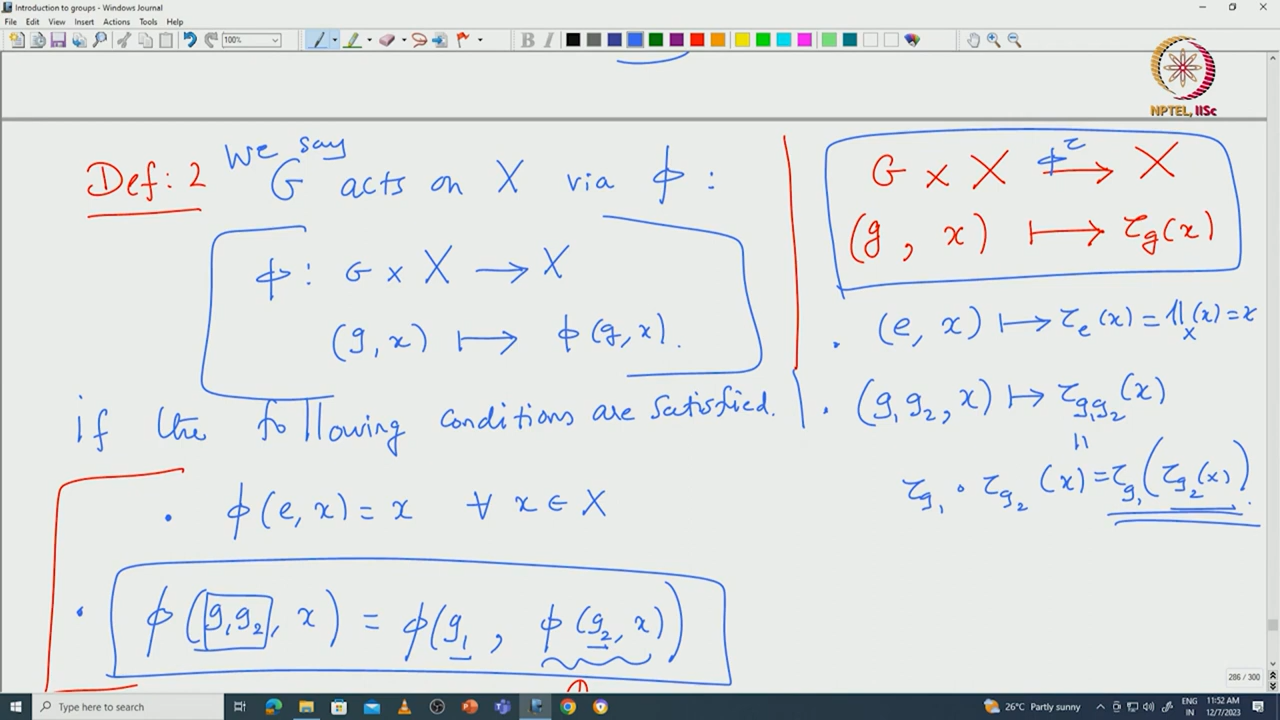 Introduction to groups - Windows Journal
File Edit View Insert Actions Tools Help
100%
B I
NPTEL, IISc
Def: 2 We say G acts on X via ϕ :
ϕ : G × X → X
(g, x) ↦ ϕ(g, x).
if the following conditions are satisfied.
• ϕ(e, x) = x ∀ x ∈ X
• ϕ(g₁g₂, x) = ϕ(g₁, ϕ(g₂, x))
G × X ϕ^τ → X
(g, x) ↦ τ_g(x)
• (e, x) ↦ τ_e(x) = 𝟙_X(x) = x
• (g₁g₂, x) ↦ τ_{g₁g₂}(x)
=
τ_{g₁} ∘ τ_{g₂} (x) = τ_{g₁}(τ_{g₂}(x)).
286 / 300
Type here to search
26°C Partly sunny
ENG
IN
11:52 AM
12/7/2023